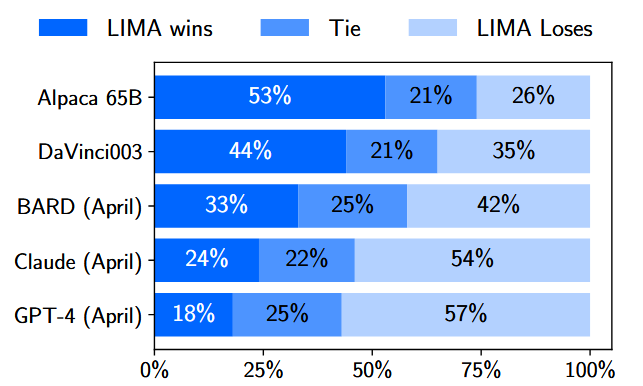 LIMA wins Tie LIMA Loses
Alpaca 65B 53% 21% 26%
DaVinci003 44% 21% 35%
BARD (April) 33% 25% 42%
Claude (April) 24% 22% 54%
GPT-4 (April) 18% 25% 57%
0% 25% 50% 75% 100%